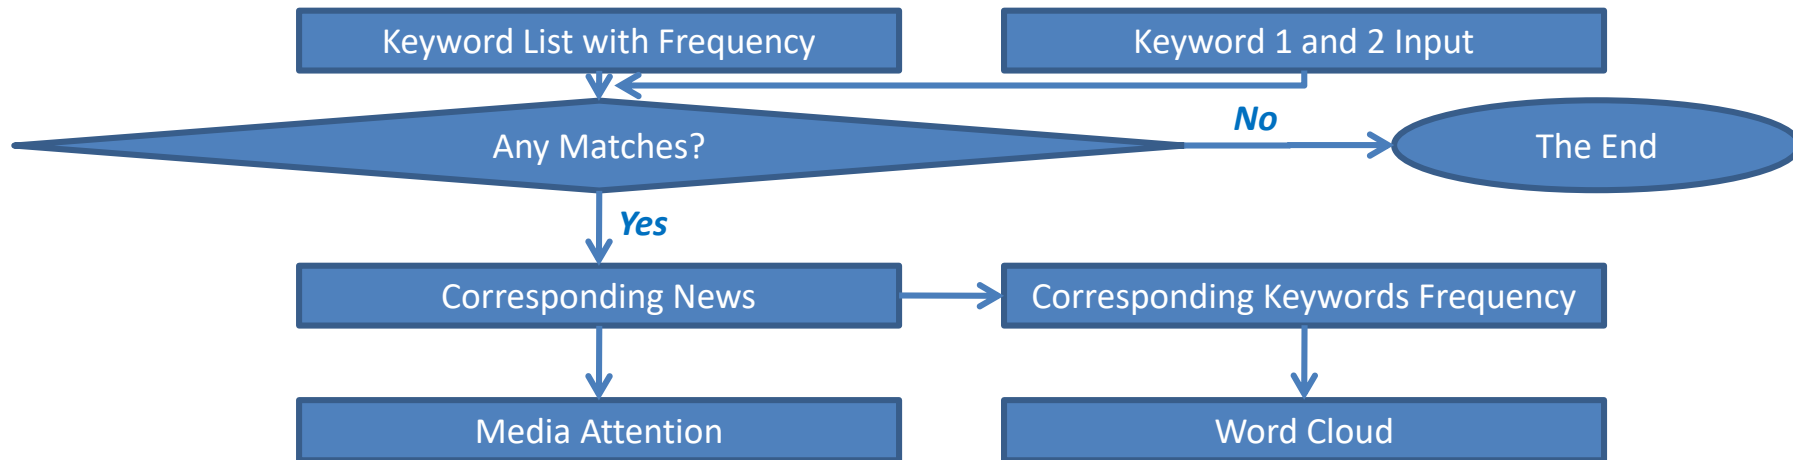 Keyword List with Frequency
Keyword 1 and 2 Input
No
Any Matches?
The End
Yes
Corresponding News
Corresponding Keywords Frequency
Media Attention
Word Cloud